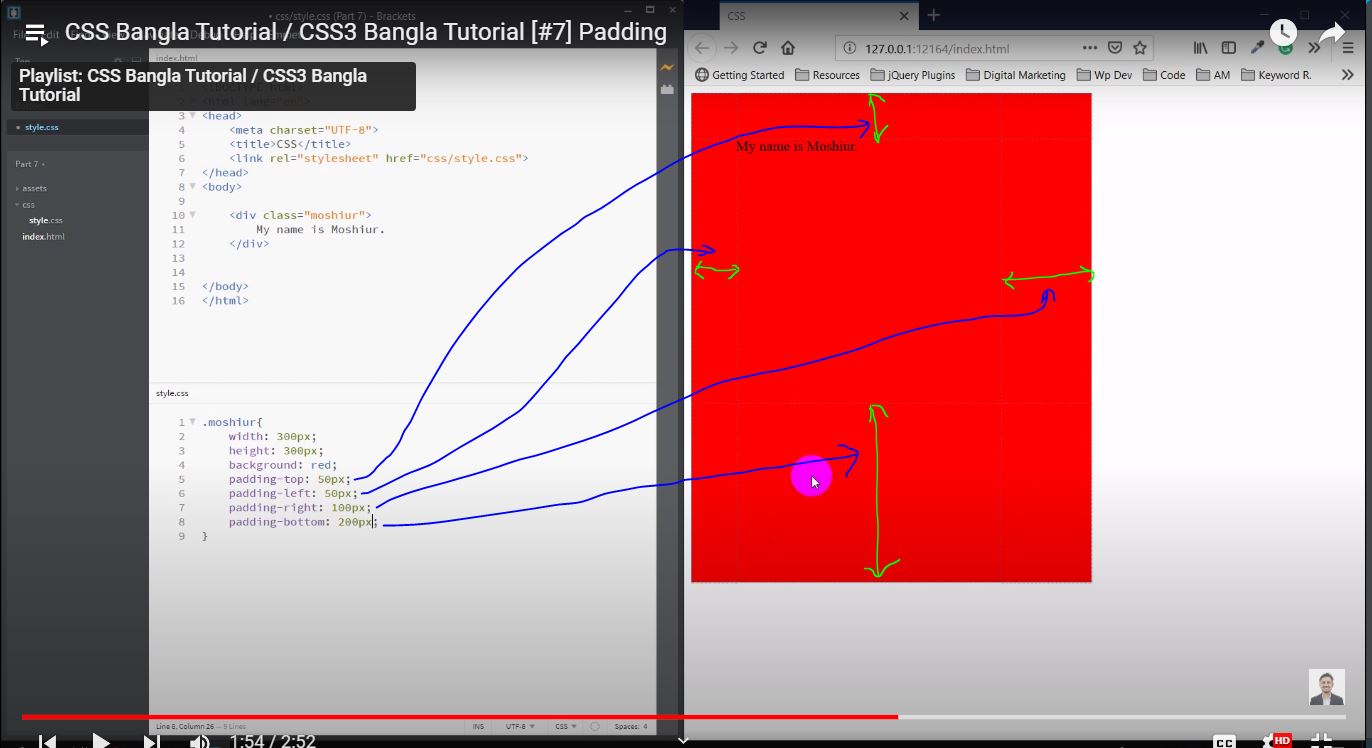 css/style.css (Part 7) - Brackets
CSS Bangla Tutorial / CSS3 Bangla Tutorial [#7] Padding
Playlist: CSS Bangla Tutorial / CSS3 Bangla
Tutorial
style.css
Part 7
assets
css
style.css
index.html
index.html
3 <head>
4 <meta charset="UTF-8">
5 <title>CSS</title>
6 <link rel="stylesheet" href="css/style.css">
7 </head>
8 <body>
9
10 <div class="moshiur">
11 My name is Moshiur.
12 </div>
13
14
15 </body>
16 </html>
style.css
1 .moshiur{
2 width: 300px;
3 height: 300px;
4 background: red;
5 padding-top: 50px;
6 padding-left: 50px;
7 padding-right: 100px;
8 padding-bottom: 200px;
9 }
Line 8, Column 26 — 9 Lines
INS UTF-8 CSS Spaces: 4
CSS
127.0.0.1:12164/index.html
Getting Started Resources jQuery Plugins Digital Marketing Wp Dev Code AM Keyword R.
My name is Moshiur.
1:54 / 2:52
CC HD